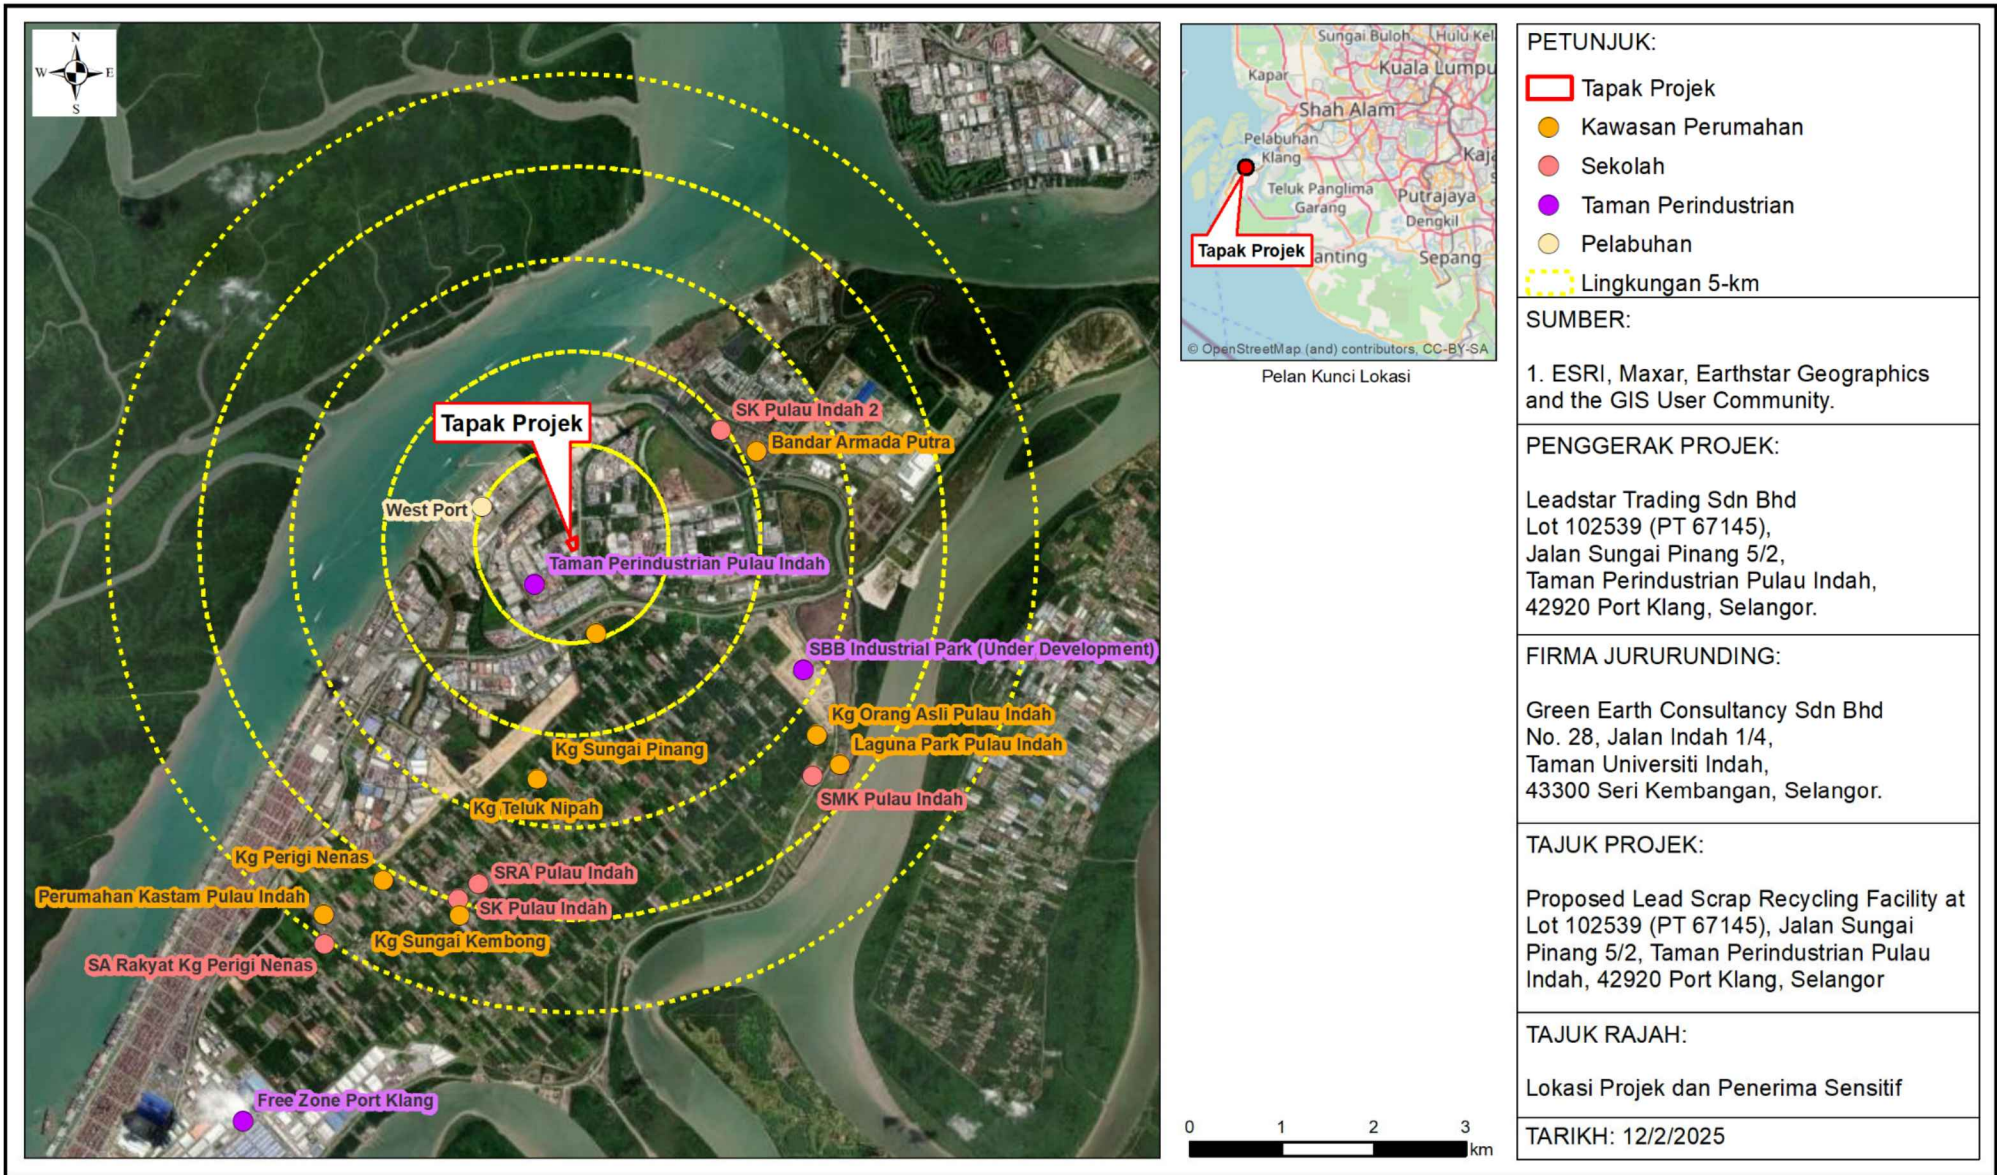 N
W
E
S
Tapak Projek
SK Pulau Indah 2
Bandar Armada Putra
West Port
Taman Perindustrian Pulau Indah
SBB Industrial Park (Under Development)
Kg Orang Asli Pulau Indah
Kg Sungai Pinang
Laguna Park Pulau Indah
SMK Pulau Indah
Kg Teluk Nipah
Kg Perigi Nenas
SRA Pulau Indah
Perumahan Kastam Pulau Indah
SK Pulau Indah
Kg Sungai Kembong
SA Rakyat Kg Perigi Nenas
Free Zone Port Klang
Sungai Buloh
Hulu Kel
Kapar
Kuala Lumpu
Shah Alam
Pelabuhan
Klang
Kaja
Teluk Panglima
Garang
Putrajaya
Dengkil
Tapak Projek
anting
Sepang
© OpenStreetMap (and) contributors, CC-BY-SA
Pelan Kunci Lokasi
0 1 2 3
km
PETUNJUK:
Tapak Projek
Kawasan Perumahan
Sekolah
Taman Perindustrian
Pelabuhan
Lingkungan 5-km
SUMBER:
1. ESRI, Maxar, Earthstar Geographics
and the GIS User Community.
PENGGERAK PROJEK:
Leadstar Trading Sdn Bhd
Lot 102539 (PT 67145),
Jalan Sungai Pinang 5/2,
Taman Perindustrian Pulau Indah,
42920 Port Klang, Selangor.
FIRMA JURURUNDING:
Green Earth Consultancy Sdn Bhd
No. 28, Jalan Indah 1/4,
Taman Universiti Indah,
43300 Seri Kembangan, Selangor.
TAJUK PROJEK:
Proposed Lead Scrap Recycling Facility at
Lot 102539 (PT 67145), Jalan Sungai
Pinang 5/2, Taman Perindustrian Pulau
Indah, 42920 Port Klang, Selangor
TAJUK RAJAH:
Lokasi Projek dan Penerima Sensitif
TARIKH: 12/2/2025